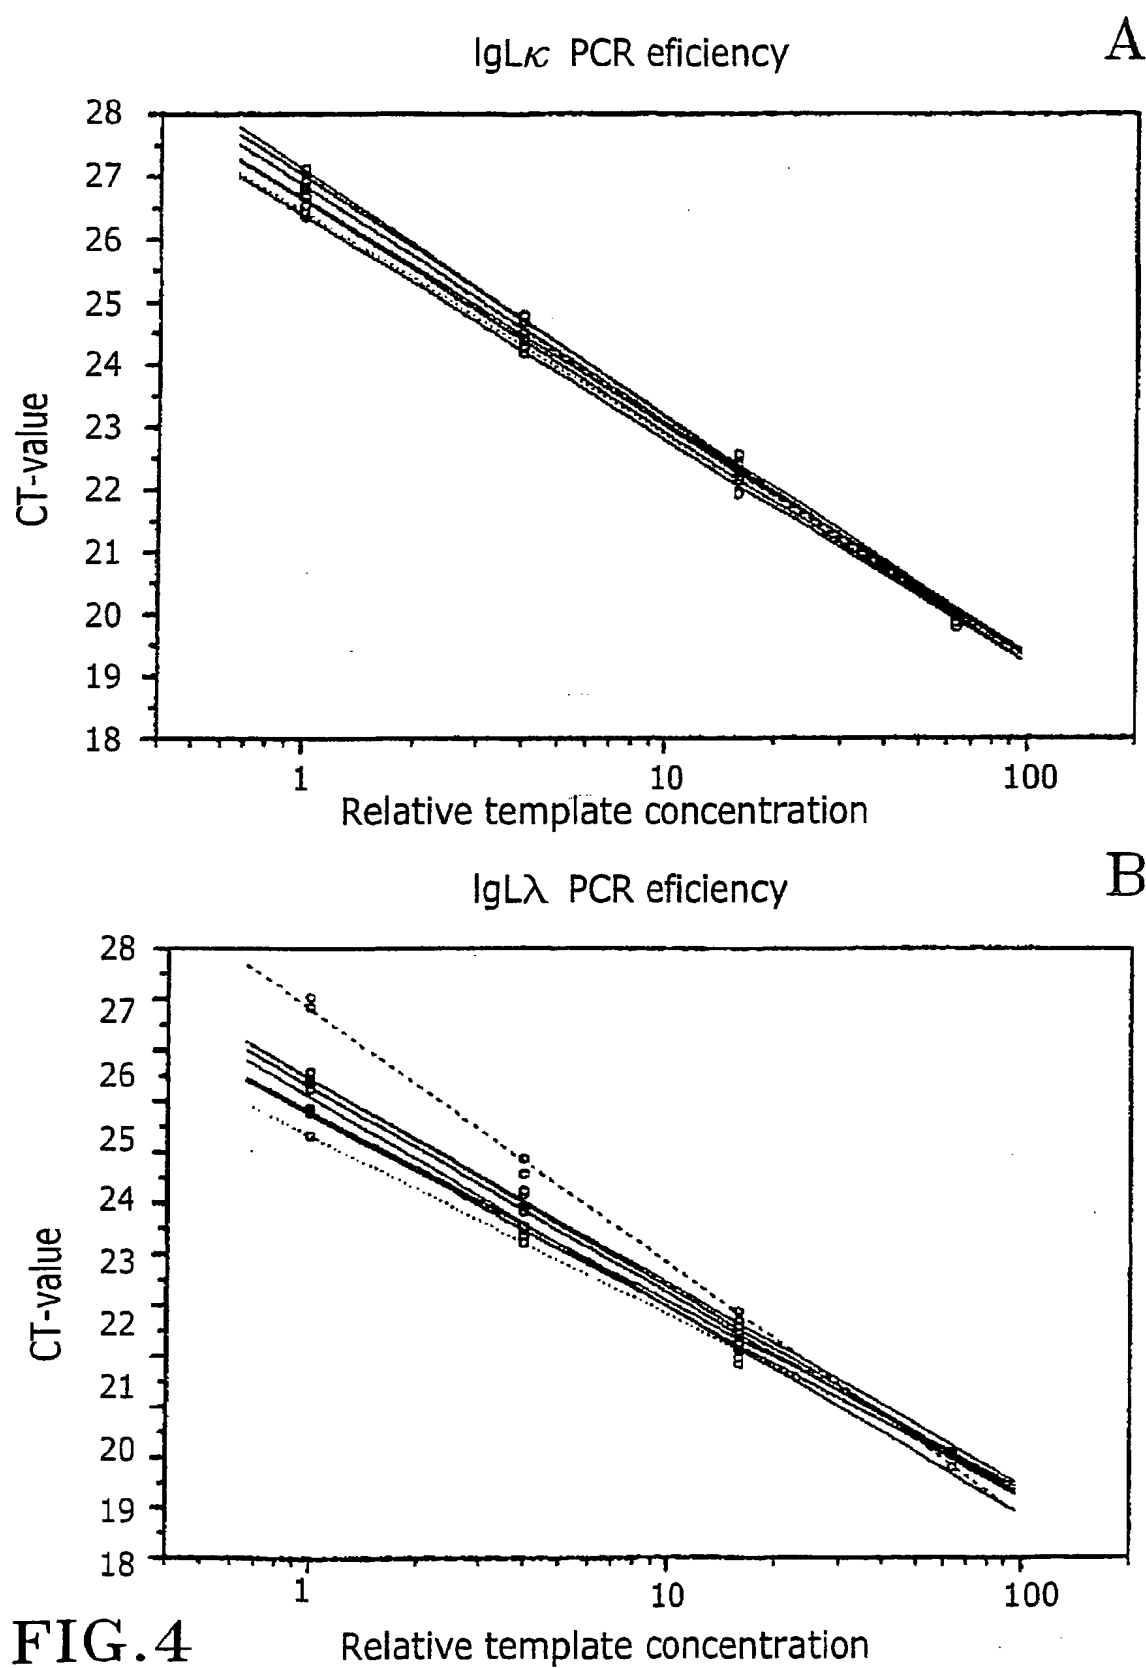 A
IgLκ PCR eficiency
28
27
26
25
24
23
22
21
20
19
18
CT-value
1 10 100
Relative template concentration
B
IgLλ PCR eficiency
28
27
26
25
24
23
22
21
20
19
18
CT-value
1 10 100
Relative template concentration
FIG.4